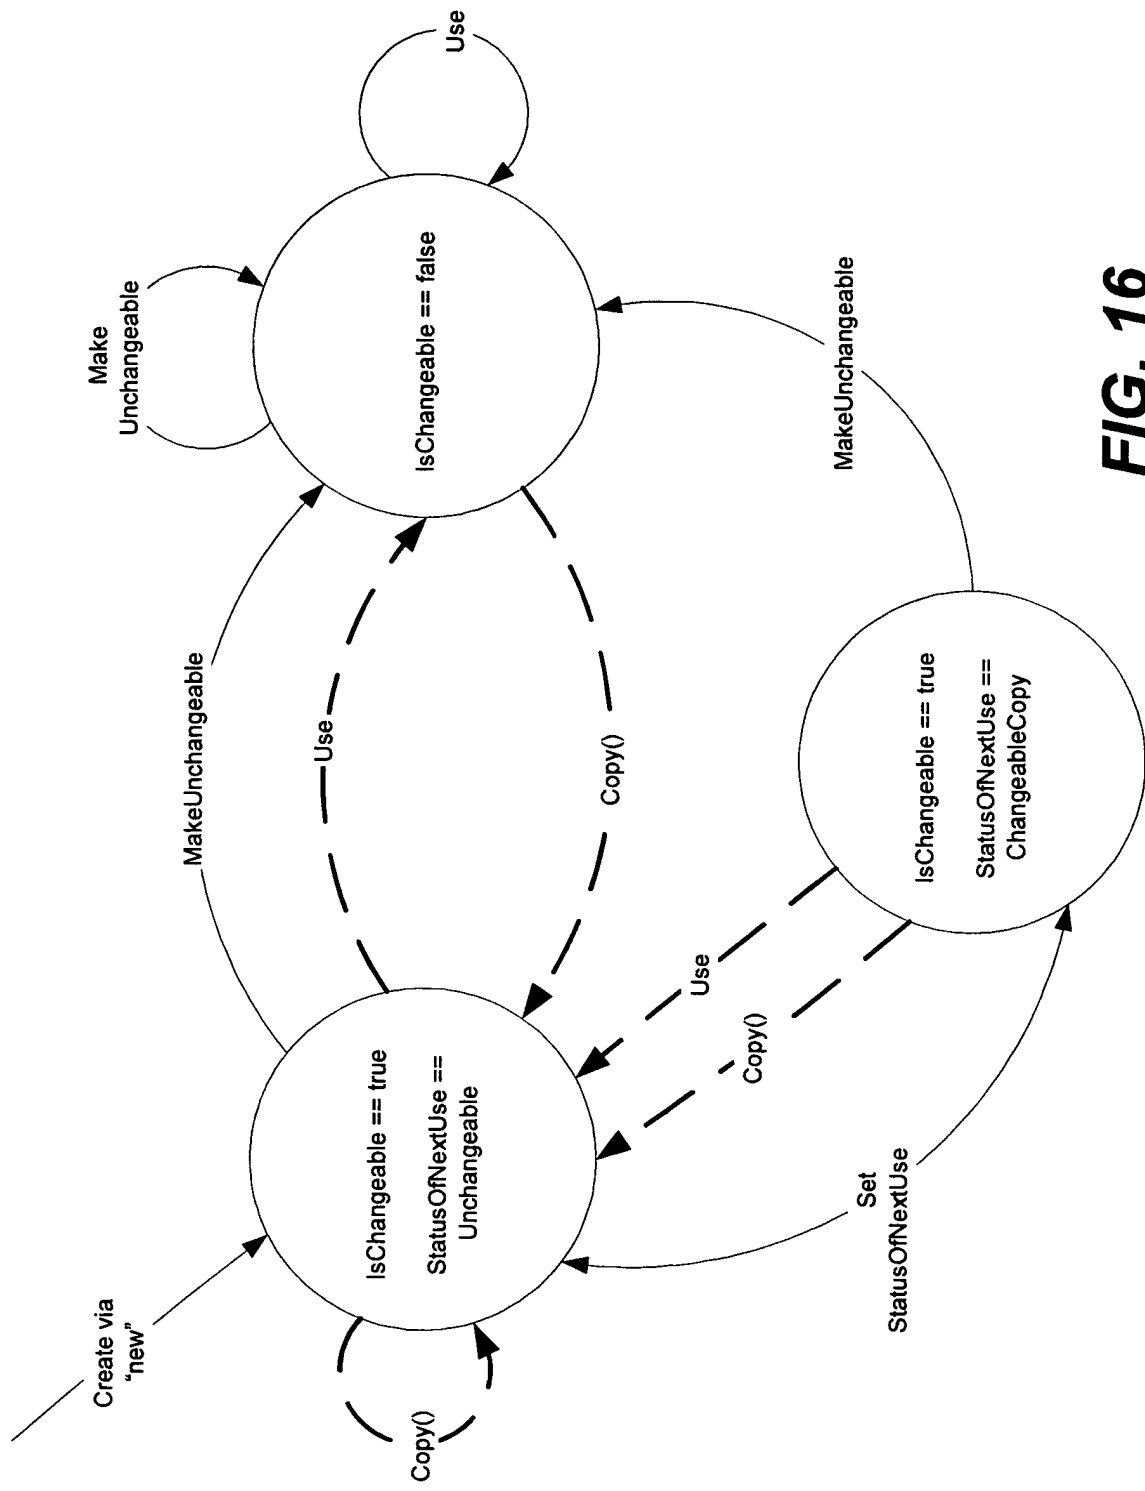 Create via
"new"
Copy()
IsChangeable == true
StatusOfNextUse ==
Unchangeable
MakeUnchangeable
Use
Copy()
Make
Unchangeable
IsChangeable == false
Use
Use
Copy()
Set
StatusOfNextUse
IsChangeable == true
StatusOfNextUse ==
ChangeableCopy
MakeUnchangeable
FIG. 16